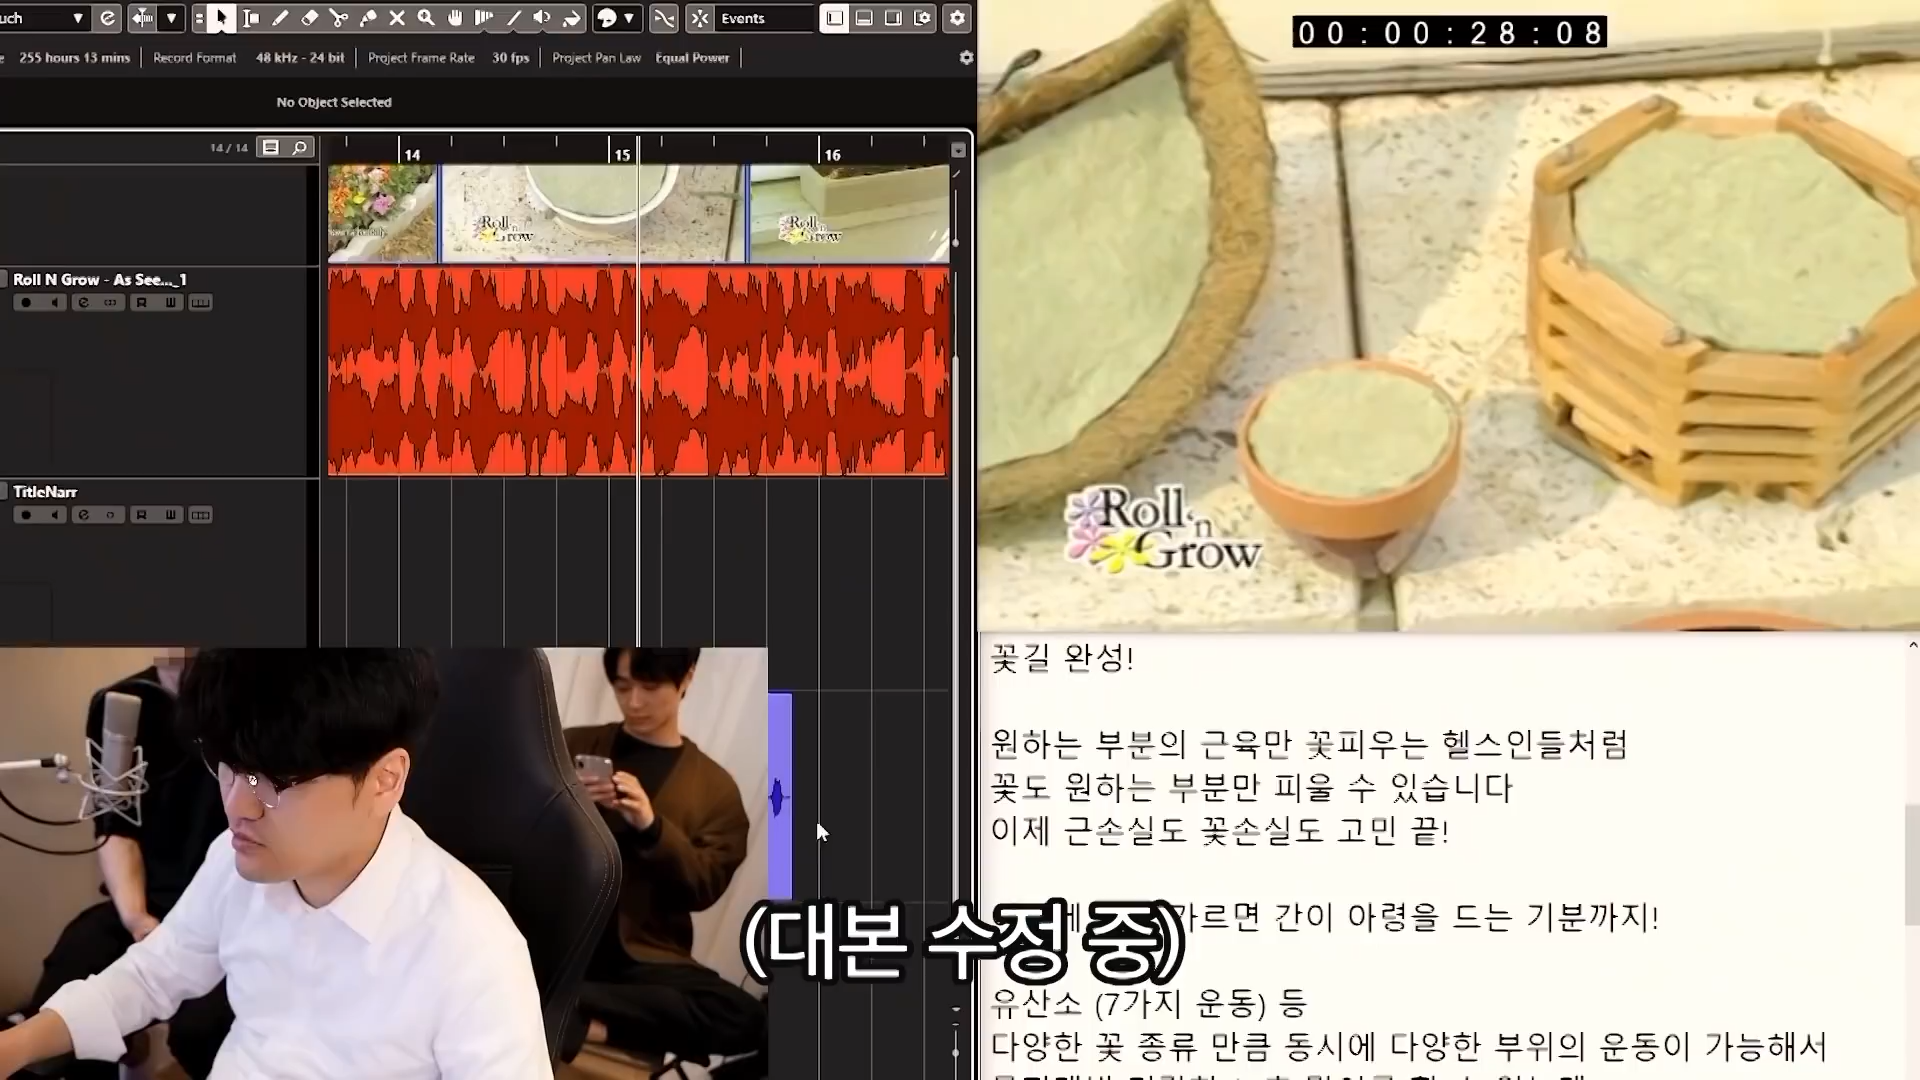 uch
Events
255 hours 13 mins
Record Format
48 kHz - 24 bit
Project Frame Rate
30 fps
Project Pan Law
Equal Power
No Object Selected
14 / 14
14
15
16
Roll 'n Grow
Roll 'n Grow
Roll N Grow - As See..._1
TitleNarr
00:00:28:08
Roll 'n
Grow
꽃길 완성!
원하는 부분의 근육만 꽃피우는 헬스인들처럼
꽃도 원하는 부분만 피울 수 있습니다
이제 근손실도 꽃손실도 고민 끝!
가르면 간이 아령을 드는 기분까지!
(대본 수정 중)
유산소 (7가지 운동) 등
다양한 꽃 종류 만큼 동시에 다양한 부위의 운동이 가능해서